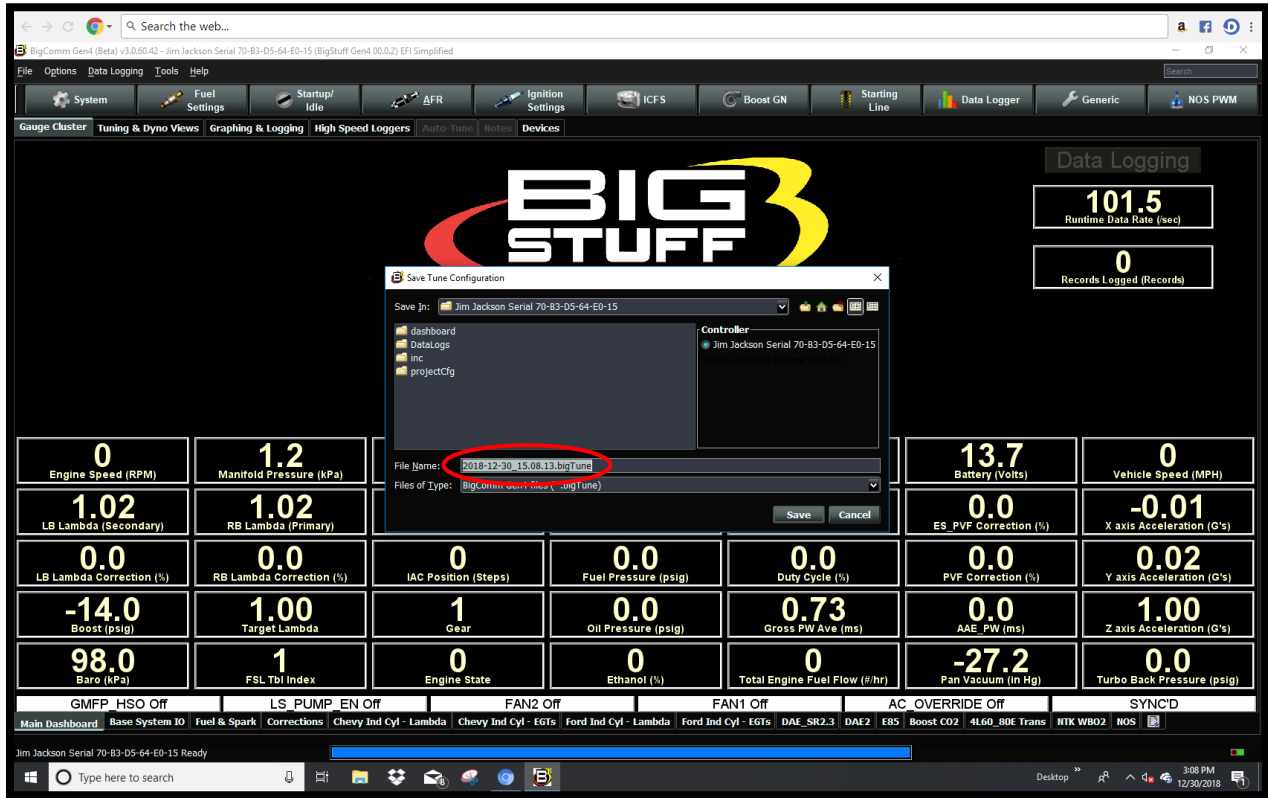 Search the web...
BigComm Gen4 (Beta) v3.0.60.42 - Jim Jackson Serial 70-B3-D5-64-E0-15 (BigStuff Gen4 00.0.2) EFI Simplified
File Options Data Logging Tools Help Search
System Fuel Settings Startup/ Idle AFR Ignition Settings ICFS Boost GN Starting Line Data Logger Generic NOS PWM
Gauge Cluster Tuning & Dyno Views Graphing & Logging High Speed Loggers Auto-Tune Notes Devices
Data Logging
BIG
STUFF
3
101.5
Runtime Data Rate (/sec)
0
Records Logged (Records)
Save Tune Configuration
Save In: Jim Jackson Serial 70-B3-D5-64-E0-15
dashboard
DataLogs
inc
projectCfg
Controller
Jim Jackson Serial 70-B3-D5-64-E0-15
File Name: 2018-12-30_15.08.13.bigTune
Files of Type: BigComm Gen4 files (*.bigTune)
Save Cancel
0 1.2 13.7 0
Engine Speed (RPM) Manifold Pressure (kPa) Battery (Volts) Vehicle Speed (MPH)
1.02 1.02 0.0 -0.01
LB Lambda (Secondary) RB Lambda (Primary) ES_PVF Correction (%) X axis Acceleration (G's)
0.0 0.0 0 0.0 0.0 0.0 0.02
LB Lambda Correction (%) RB Lambda Correction (%) IAC Position (Steps) Fuel Pressure (psig) Duty Cycle (%) PVF Correction (%) Y axis Acceleration (G's)
-14.0 1.00 1 0.0 0.73 0.0 1.00
Boost (psig) Target Lambda Gear Oil Pressure (psig) Gross PW Ave (ms) AAE_PW (ms) Z axis Acceleration (G's)
98.0 1 0 0 0 -27.2 0.0
Baro (kPa) FSL Tbl Index Engine State Ethanol (%) Total Engine Fuel Flow (#/hr) Pan Vacuum (in Hg) Turbo Back Pressure (psig)
GMFP_HSO Off LS_PUMP_EN Off FAN2 Off FAN1 Off AC_OVERRIDE Off SYNC'D
Main Dashboard Base System IO Fuel & Spark Corrections Chevy Ind Cyl - Lambda Chevy Ind Cyl - EGTs Ford Ind Cyl - Lambda Ford Ind Cyl - EGTs DAE_SR2.3 DAE2 E85 Boost CO2 4L60_80E Trans NTK WBO2 NOS
Jim Jackson Serial 70-B3-D5-64-E0-15 Ready
Type here to search Desktop 3:08 PM
12/30/2018